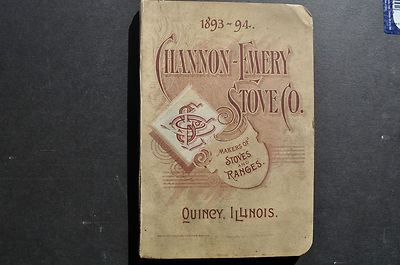 1893~94.
CHANNON-EMERY
STOVE CO.
MAKERS OF
STOVES
AND
RANGES.
QUINCY, ILLINOIS.